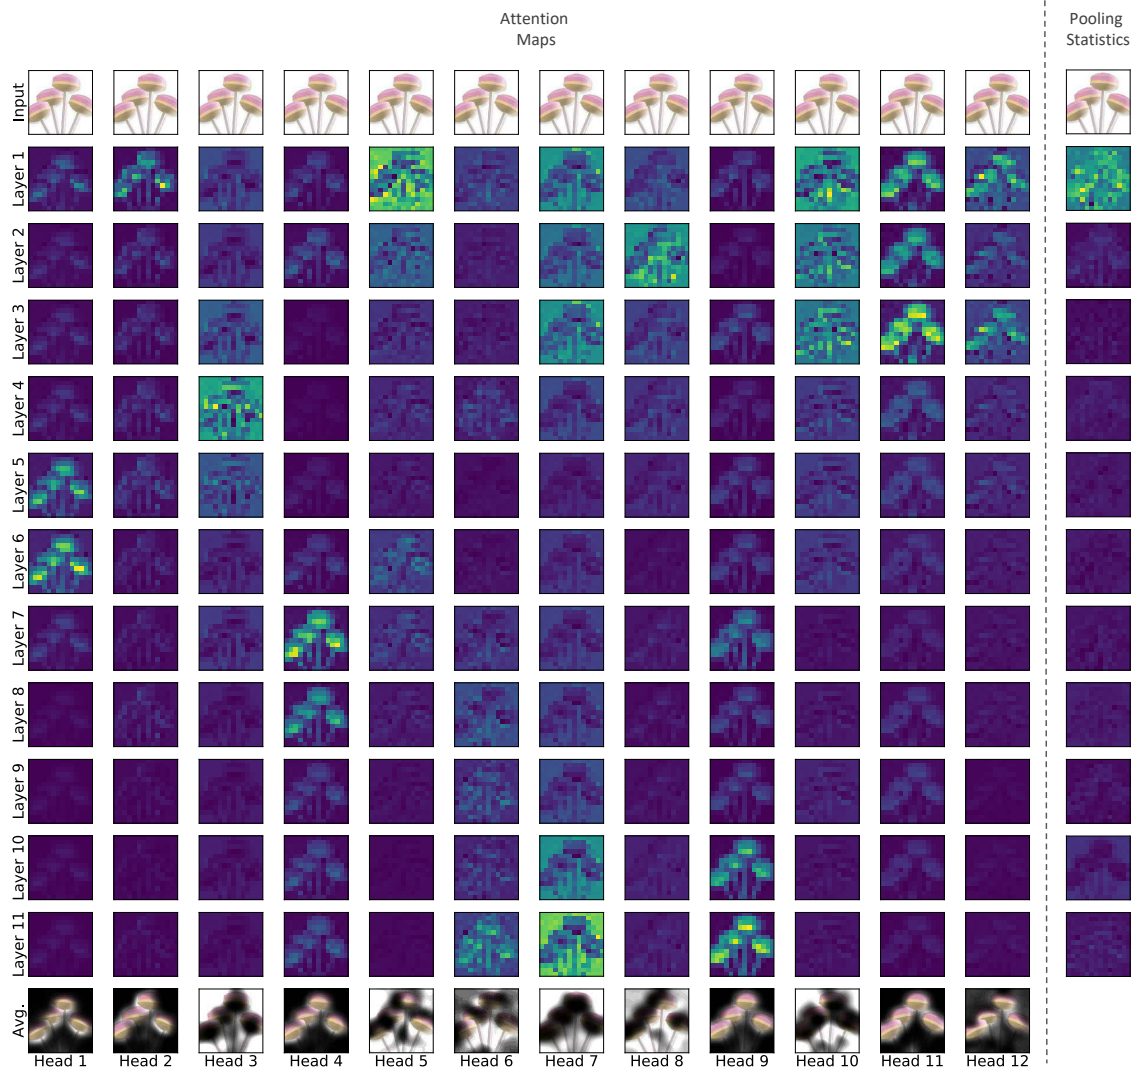 Attention
Maps
Pooling
Statistics
Input
Layer 1
Layer 2
Layer 3
Layer 4
Layer 5
Layer 6
Layer 7
Layer 8
Layer 9
Layer 10
Layer 11
Avg.
Head 1 Head 2 Head 3 Head 4 Head 5 Head 6 Head 7 Head 8 Head 9 Head 10 Head 11 Head 12